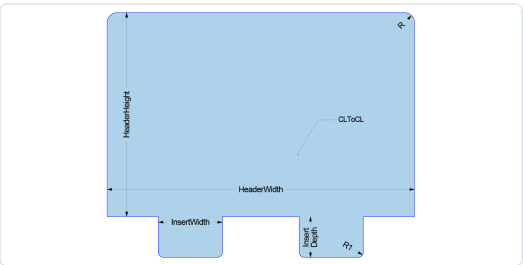 R
HeaderHeight
CLToCL
HeaderWidth
InsertWidth
Insert
Depth
R1